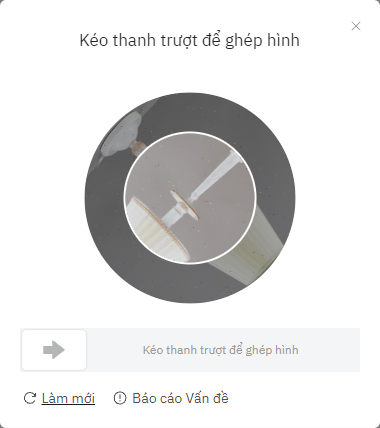 Kéo thanh trượt để ghép hình
Kéo thanh trượt để ghép hình
Làm mới
Báo cáo Vấn đề